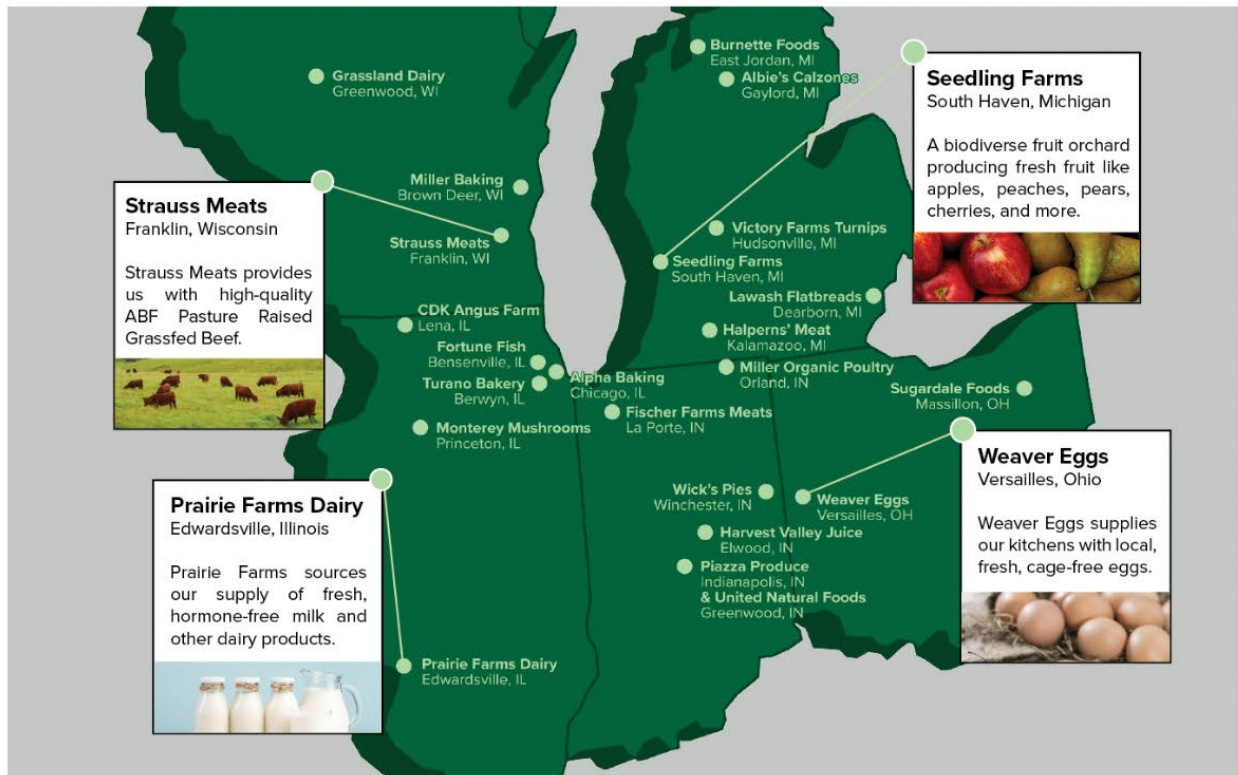 Burnette Foods
East Jordan, MI
Albie's Calzones
Gaylord, MI
Grassland Dairy
Greenwood, WI
Seedling Farms
South Haven, Michigan
A biodiverse fruit orchard
producing fresh fruit like
apples, peaches, pears,
cherries, and more.
Miller Baking
Brown Deer, WI
Strauss Meats
Franklin, Wisconsin
Strauss Meats provides
us with high-quality
ABF Pasture Raised
Grassfed Beef.
Strauss Meats
Franklin, WI
Victory Farms Turnips
Hudsonville, MI
Seedling Farms
South Haven, MI
Lawash Flatbreads
Dearborn, MI
CDK Angus Farm
Lena, IL
Halperns' Meat
Kalamazoo, MI
Fortune Fish
Bensenville, IL
Alpha Baking
Chicago, IL
Turano Bakery
Berwyn, IL
Miller Organic Poultry
Orland, IN
Sugardale Foods
Massillon, OH
Fischer Farms Meats
La Porte, IN
Monterey Mushrooms
Princeton, IL
Weaver Eggs
Versailles, Ohio
Weaver Eggs supplies
our kitchens with local,
fresh, cage-free eggs.
Prairie Farms Dairy
Edwardsville, Illinois
Prairie Farms sources
our supply of fresh,
hormone-free milk and
other dairy products.
Wick's Pies
Winchester, IN
Weaver Eggs
Versailles, OH
Harvest Valley Juice
Elwood, IN
Piazza Produce
Indianapolis, IN
& United Natural Foods
Greenwood, IN
Prairie Farms Dairy
Edwardsville, IL